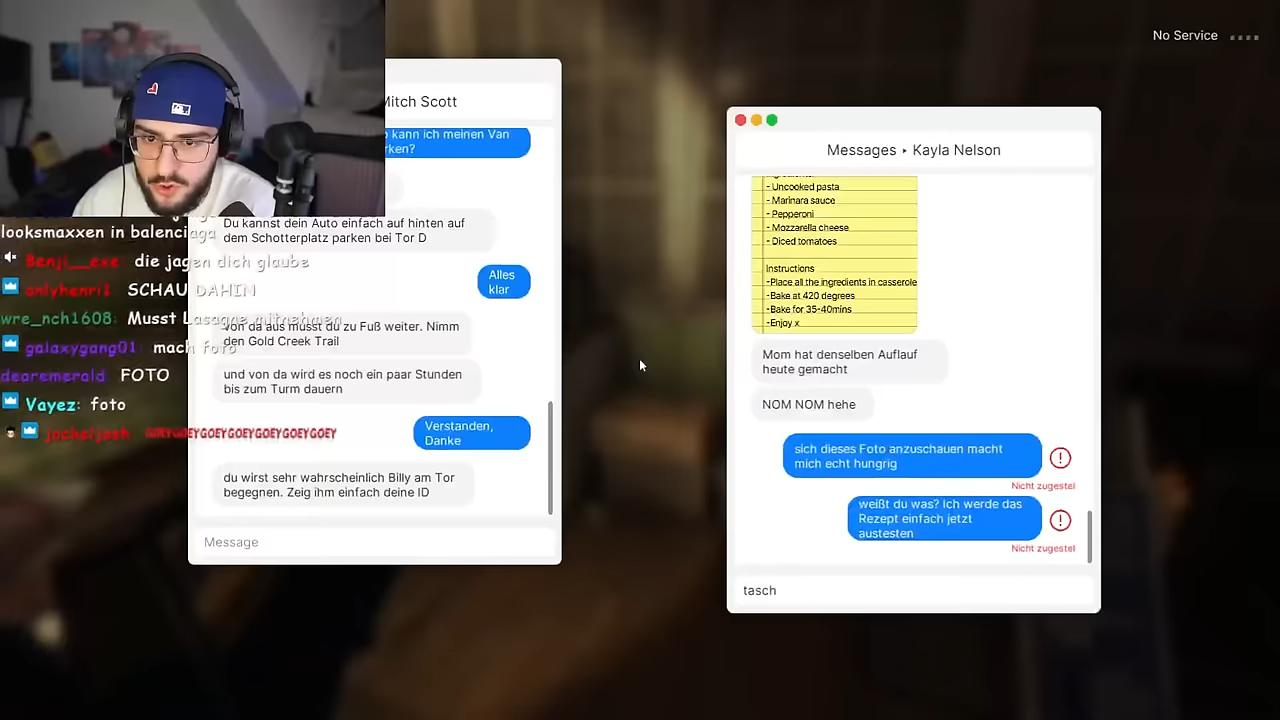 No Service
Mitch Scott
kann ich meinen Van
rken?
Du kannst dein Auto einfach auf hinten auf
dem Schotterplatz parken bei Tor D
Alles
klar
von da aus musst du zu Fuß weiter. Nimm
den Gold Creek Trail
und von da wird es noch ein paar Stunden
bis zum Turm dauern
Verstanden,
Danke
du wirst sehr wahrscheinlich Billy am Tor
begegnen. Zeig ihm einfach deine ID
Message
looksmaxxen in balenciaga
Benji__exe: die jagen dich glaube
onlyhenri1 SCHAU DAHIN
wre_nch1608: Musst Lasagne mitnehmen
galaxygang01 mach foto
dearemerald FOTO
Vayez: foto
Messages ▸ Kayla Nelson
Ingredients:
- Uncooked pasta
- Marinara sauce
- Pepperoni
- Mozzarella cheese
- Diced tomatoes
Instructions
-Place all the ingredients in casserole
-Bake at 420 degrees
-Bake for 35-40mins
-Enjoy x
Mom hat denselben Auflauf
heute gemacht
NOM NOM hehe
sich dieses Foto anzuschauen macht
mich echt hungrig
Nicht zugestel
weißt du was? Ich werde das
Rezept einfach jetzt
austesten
Nicht zugestel
tasch